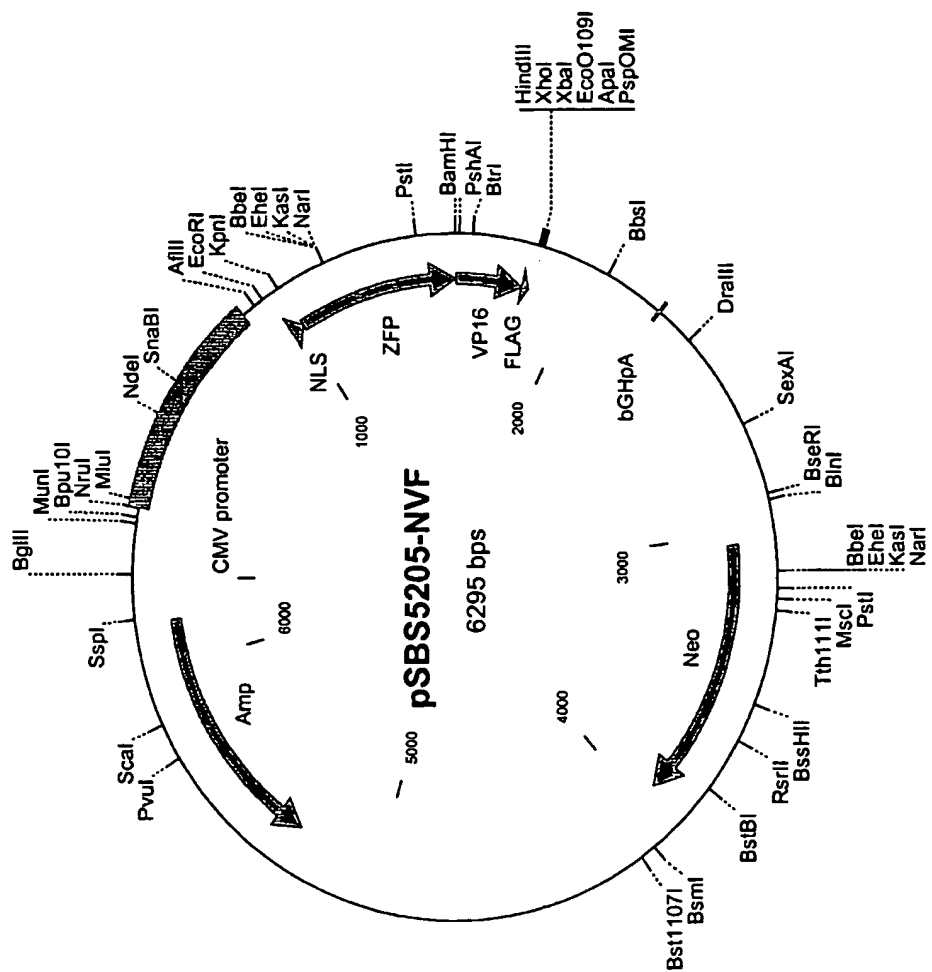 BglII
MunI
Bpu10I
NruI
MluI
NdeI
SnaBI
AflII
EcoRI
KpnI
BbeI
EheI
KasI
NarI
PstI
BamHI
PshAI
BtrI
HindIII
XhoI
XbaI
EcoO109I
ApaI
PspOMI
BbsI
DraIII
SexAI
BseRI
BlnI
BbeI
EheI
KasI
NarI
PstI
MscI
Tth111I
BssHII
RsrII
BstBI
BsmI
Bst1107I
PvuI
ScaI
SspI
CMV promoter
NLS
ZFP
VP16
FLAG
bGHpA
Neo
Amp
1000
2000
3000
4000
5000
6000
pSBS5205-NVF
6295 bps